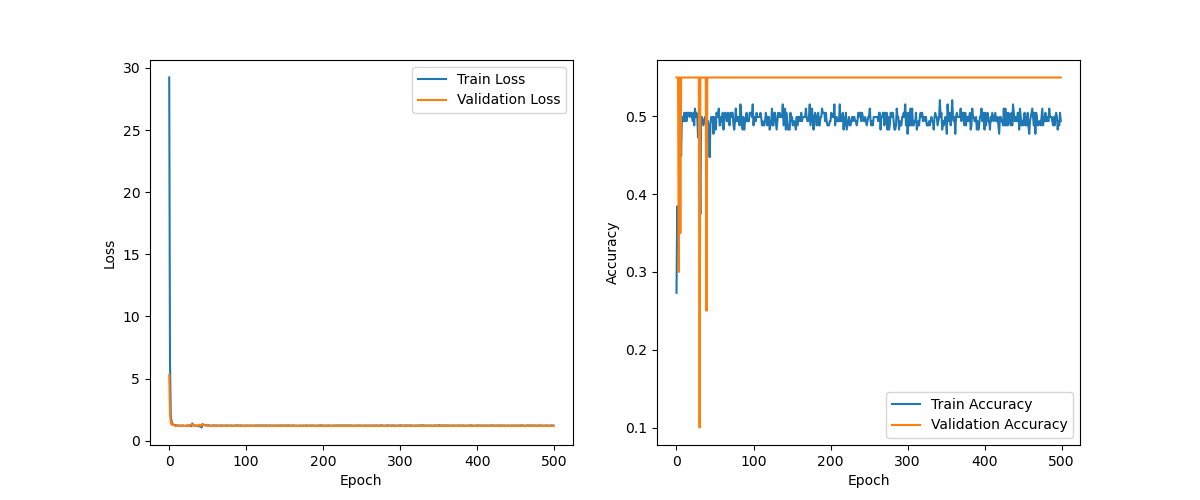 30
25
20
15
10
5
0
Loss
0 100 200 300 400 500
Epoch
Train Loss
Validation Loss
0.5
0.4
0.3
0.2
0.1
Accuracy
0 100 200 300 400 500
Epoch
Train Accuracy
Validation Accuracy